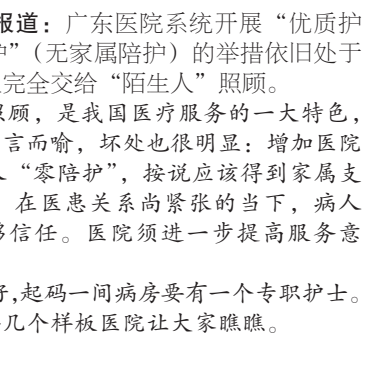 报道：广东医院系统开展“优质护
”（无家属陪护）的举措依旧处于
完全交给“陌生人”照顾。
照顾，是我国医疗服务的一大特色，
言而喻，坏处也很明显：增加医院
“零陪护”，按说应该得到家属支
在医患关系尚紧张的当下，病人
够信任。医院须进一步提高服务意
好，起码一间病房要有一个专职护士。
几个样板医院让大家瞧瞧。